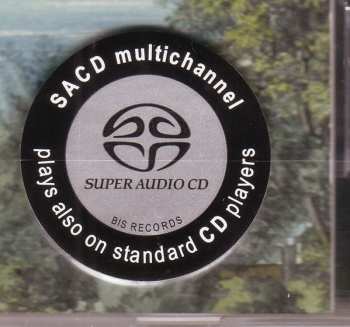 SACD multichannel
SUPER AUDIO CD
BIS RECORDS
plays also on standard CD players